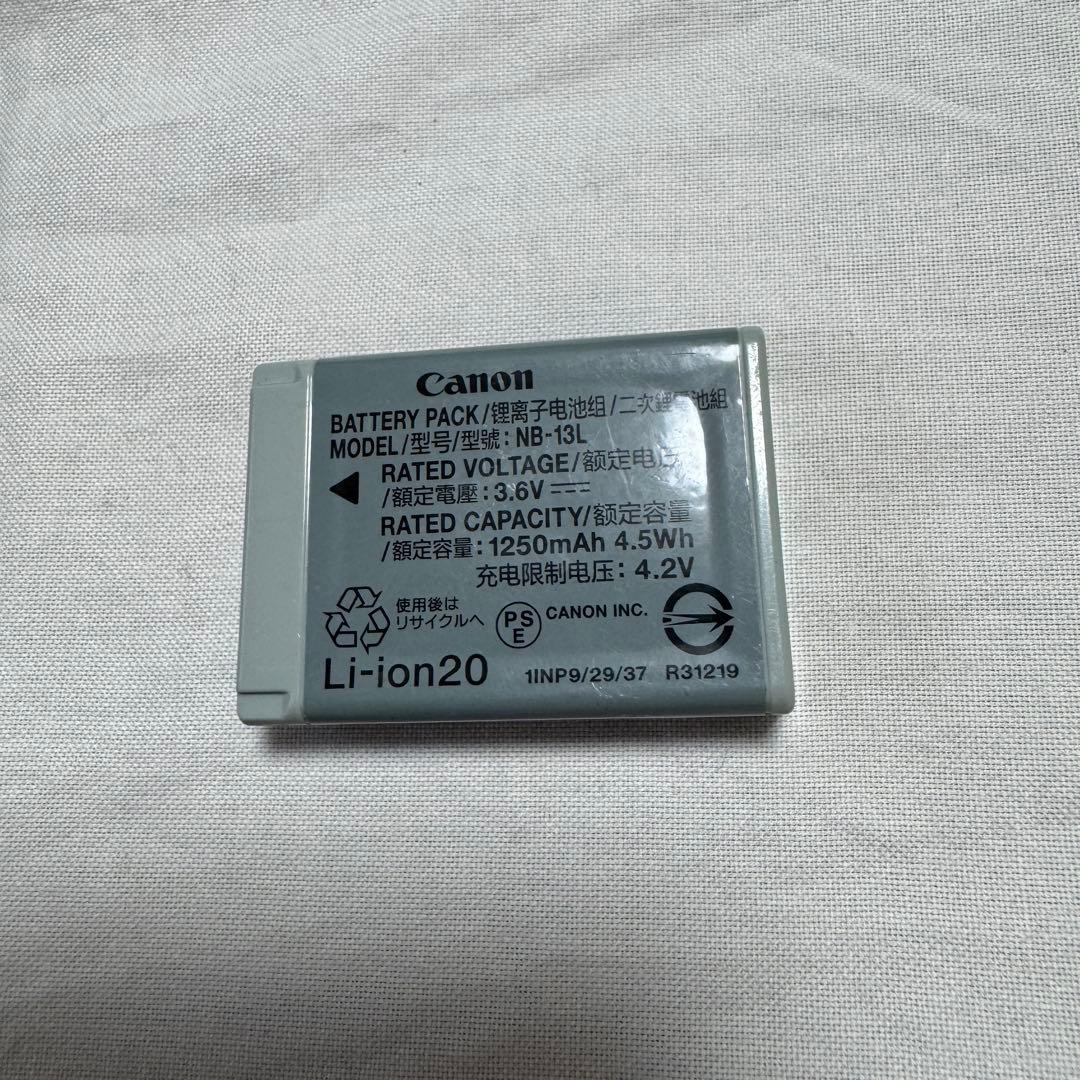 Canon
BATTERY PACK/锂离子电池组/二次鋰電池組
MODEL/型号/型號: NB-13L
RATED VOLTAGE/额定电压
/額定電壓: 3.6V
RATED CAPACITY/额定容量
/額定容量: 1250mAh 4.5Wh
充电限制电压: 4.2V
使用後は
リサイクルへ
PS
E
CANON INC.
Li-ion20
1INP9/29/37 R31219